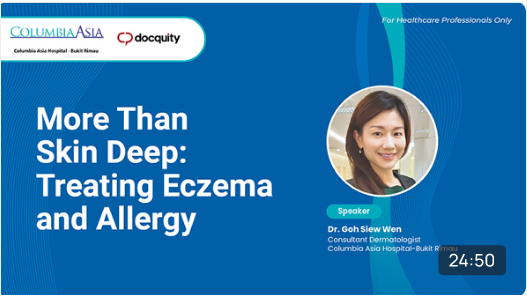 For Healthcare Professionals Only
COLUMBIA ASIA
docquity
Columbia Asia Hospital - Bukit Rimau
More Than
Skin Deep:
Treating Eczema
and Allergy
Speaker
Dr. Goh Siew Wen
Consultant Dermatologist
Columbia Asia Hospital-Bukit Rimau
24:50